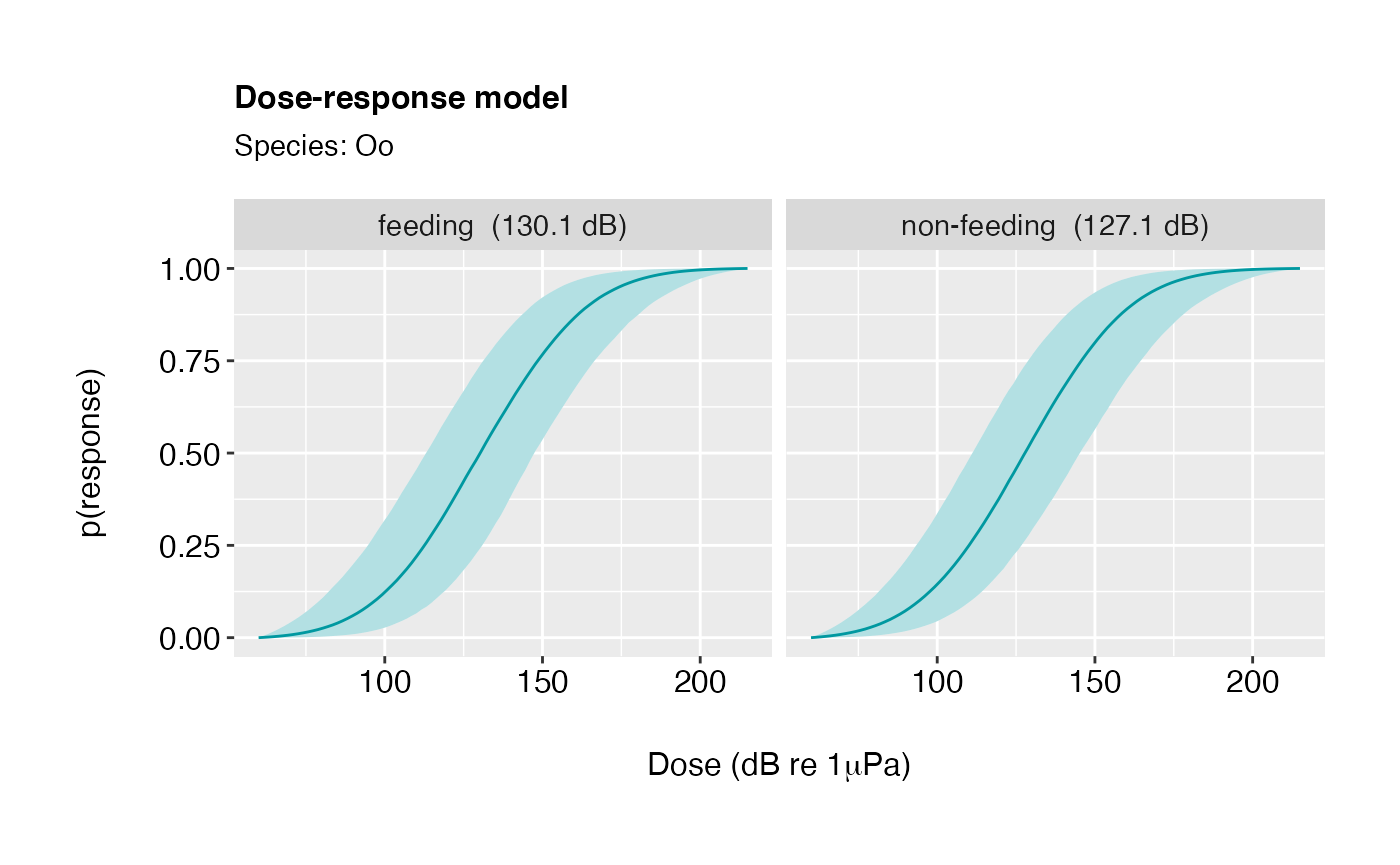 Dose-response model
Species: Oo
feeding (130.1 dB)
non-feeding (127.1 dB)
p(response)
1.00
0.75
0.50
0.25
0.00
100
150
200
100
150
200
Dose (dB re 1μPa)